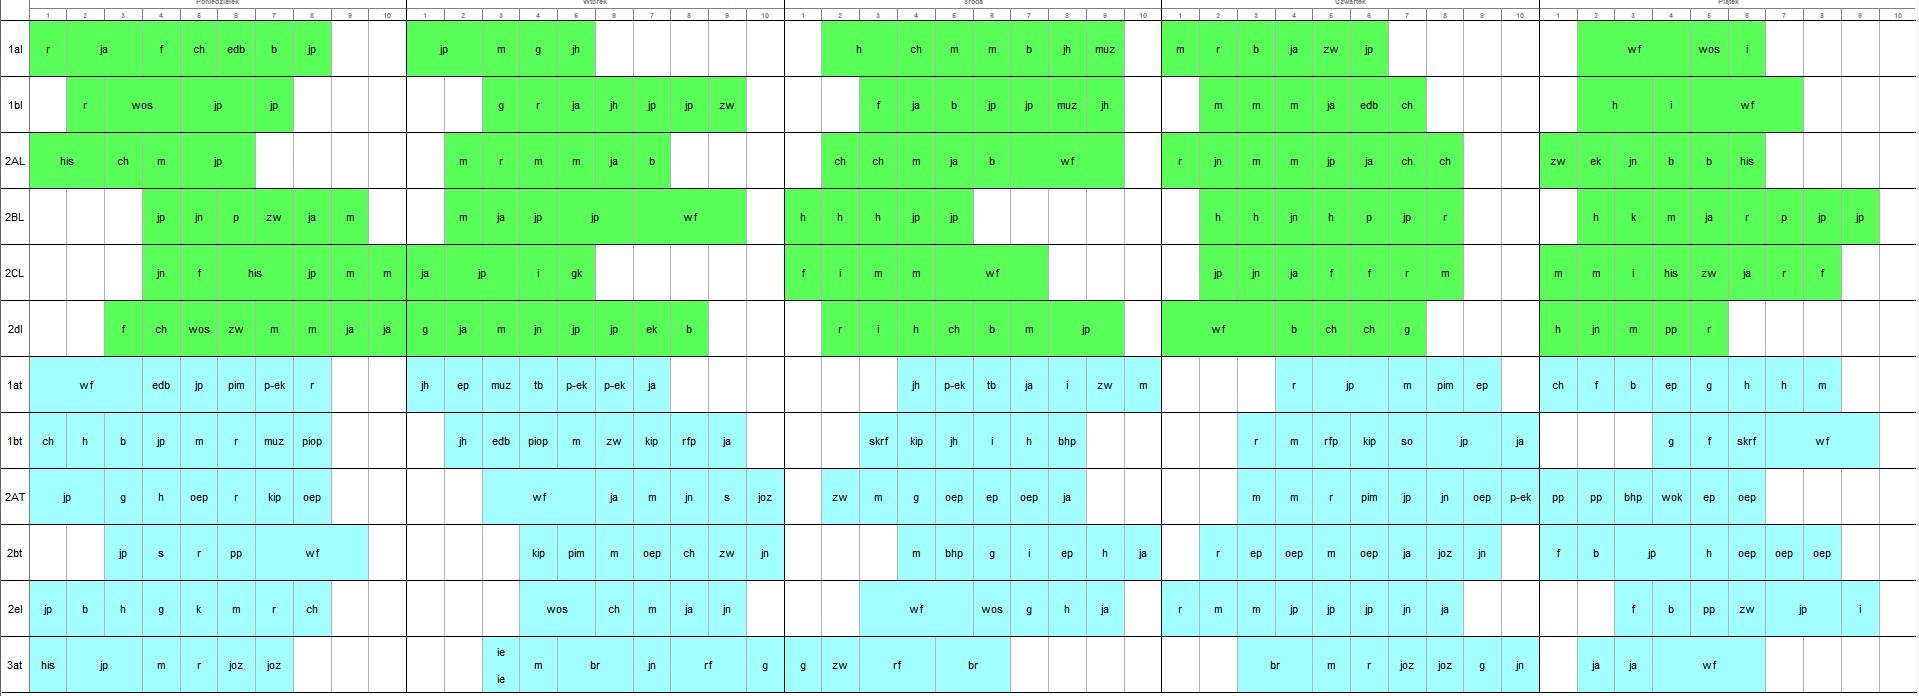 Poniedziałek Wtorek Środa Czwartek Piątek
1 2 3 4 5 6 7 8 9 10 1 2 3 4 5 6 7 8 9 10 1 2 3 4 5 6 7 8 9 10 1 2 3 4 5 6 7 8 9 10 1 2 3 4 5 6 7 8 9 10
1al r ja f ch edb b jp jp m g jh h ch m m b jh muz m r b ja zw jp wf wos i
1bl r wos jp jp g r ja jh jp jp zw f ja b jp jp muz jh m m m ja edb ch h i wf
2AL his ch m jp m r m m ja b ch ch m ja b wf r jn m m jp ja ch ch zw ek jn b b his
2BL jp jn p zw ja m m ja jp jp wf h h h jp jp h h jn h p jp r h k m ja r p jp jp
2CL jn f his jp m m ja jp i gk f i m m wf jp jn ja f f r m m m i his zw ja r f
2dl f ch wos zw m m ja ja g ja m jn jp jp ek b r i h ch b m jp wf b ch ch g h jn m pp r
1at wf edb jp pim p-ek r jh ep muz tb p-ek p-ek ja jh p-ek tb ja i zw m r jp m pim ep ch f b ep g h h m
1bt ch h b jp m r muz piop jh edb piop m zw kip rfp ja skrf kip jh i h bhp r m rfp kip so jp ja g f skrf wf
2AT jp g h oep r kip oep wf ja m jn s joz zw m g oep ep oep ja m m r pim jp jn oep p-ek pp pp bhp wok ep oep
2bt jp s r pp wf kip pim m oep ch zw jn m bhp g i ep h ja r ep oep m oep ja joz jn f b jp h oep oep oep
2el jp b h g k m r ch wos ch m ja jn wf wos g h ja r m m jp jp jp jn ja f b pp zw jp i
3at his jp m r joz joz ie m br jn rf g g zw rf br br m r joz joz g jn ja ja wf
ie